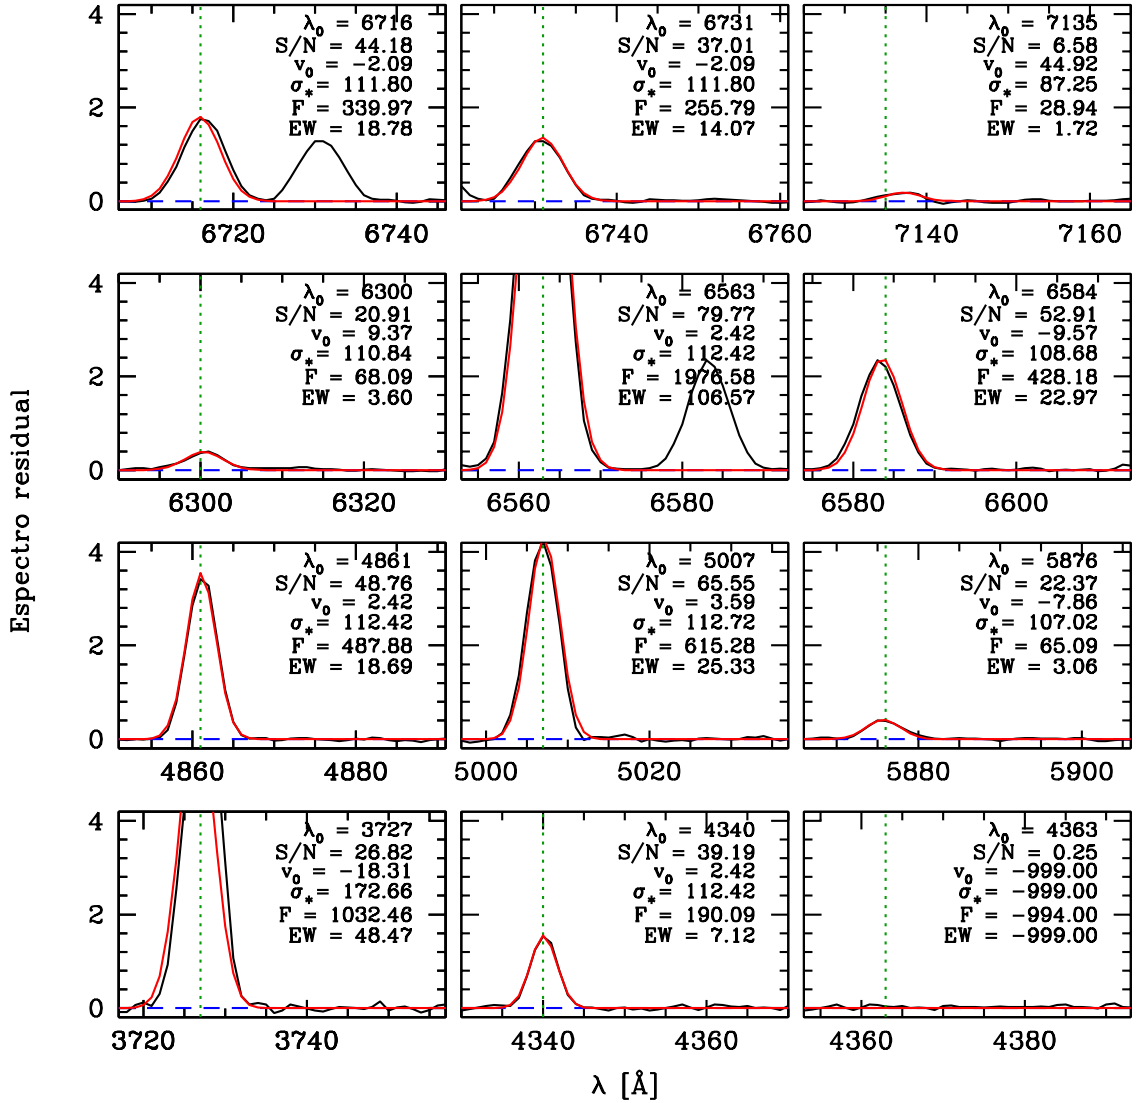 λ₀ = 6716
S/N = 44.18
v₀ = −2.09
σ* = 111.80
F = 339.97
EW = 18.78
4
2
0
6720 6740
λ₀ = 6731
S/N = 37.01
v₀ = −2.09
σ* = 111.80
F = 255.79
EW = 14.07
6740 6760
λ₀ = 7135
S/N = 6.58
v₀ = 44.92
σ* = 87.25
F = 28.94
EW = 1.72
7140 7160
λ₀ = 6300
S/N = 20.91
v₀ = 9.37
σ* = 110.84
F = 68.09
EW = 3.60
4
2
0
6300 6320
λ₀ = 6563
S/N = 79.77
v₀ = 2.42
σ* = 112.42
F = 1976.58
EW = 106.57
6560 6580
λ₀ = 6584
S/N = 52.91
v₀ = −9.57
σ* = 108.68
F = 428.18
EW = 22.97
6580 6600
Espectro residual
λ₀ = 4861
S/N = 48.76
v₀ = 2.42
σ* = 112.42
F = 487.88
EW = 18.69
4
2
0
4860 4880
λ₀ = 5007
S/N = 65.55
v₀ = 3.59
σ* = 112.72
F = 615.28
EW = 25.33
5000 5020
λ₀ = 5876
S/N = 22.37
v₀ = −7.86
σ* = 107.02
F = 65.09
EW = 3.06
5880 5900
λ₀ = 3727
S/N = 26.82
v₀ = −18.31
σ* = 172.66
F = 1032.46
EW = 48.47
4
2
0
3720 3740
λ₀ = 4340
S/N = 39.19
v₀ = 2.42
σ* = 112.42
F = 190.09
EW = 7.12
4340 4360
λ₀ = 4363
S/N = 0.25
v₀ = −999.00
σ* = −999.00
F = −994.00
EW = −999.00
4360 4380
λ [Å]